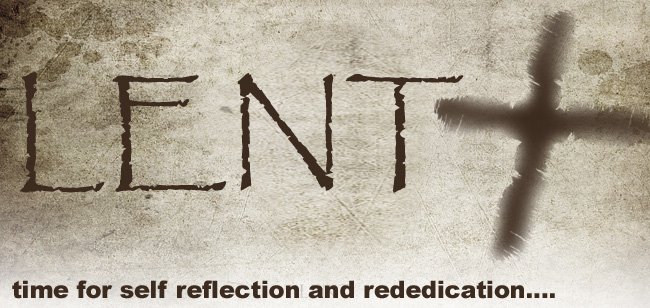 LENT
time for self reflection and rededication....